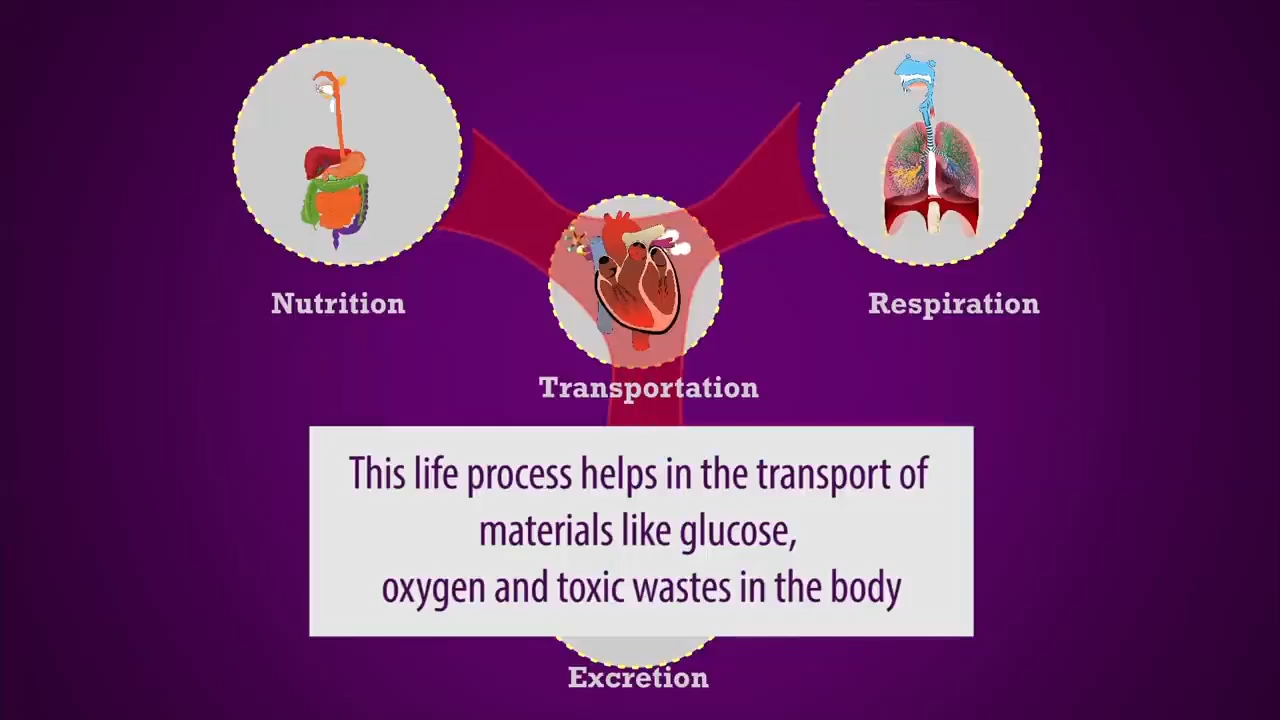 Nutrition
Respiration
Transportation
This life process helps in the transport of
materials like glucose,
oxygen and toxic wastes in the body
Excretion